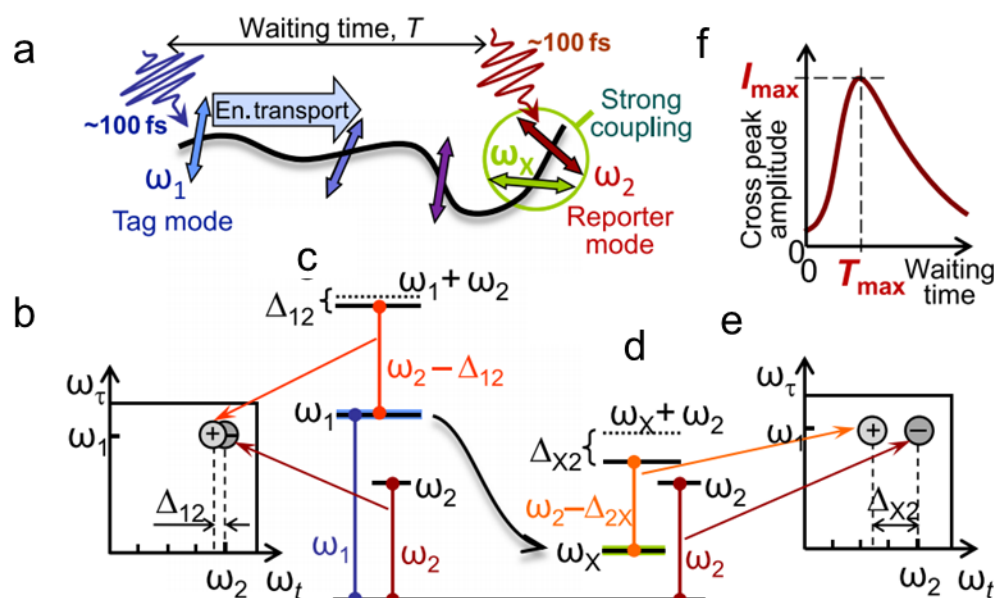 a
Waiting time, T
~100 fs
~100 fs
En. transport
Strong
coupling
ω1
ωX
ω2
Tag mode
Reporter
mode
f
Imax
Cross peak
amplitude
0
0
Tmax
Waiting
time
b
ωτ
ω1
+
−
Δ12
ω2
ωt
c
ω1 + ω2
Δ12
ω2 − Δ12
ω1
ω2
ω1
ω2
d
ωX + ω2
ΔX2
ω2
ω2 − Δ2X
ωX
ω2
e
ωτ
ω1
+
−
ΔX2
ω2
ωt